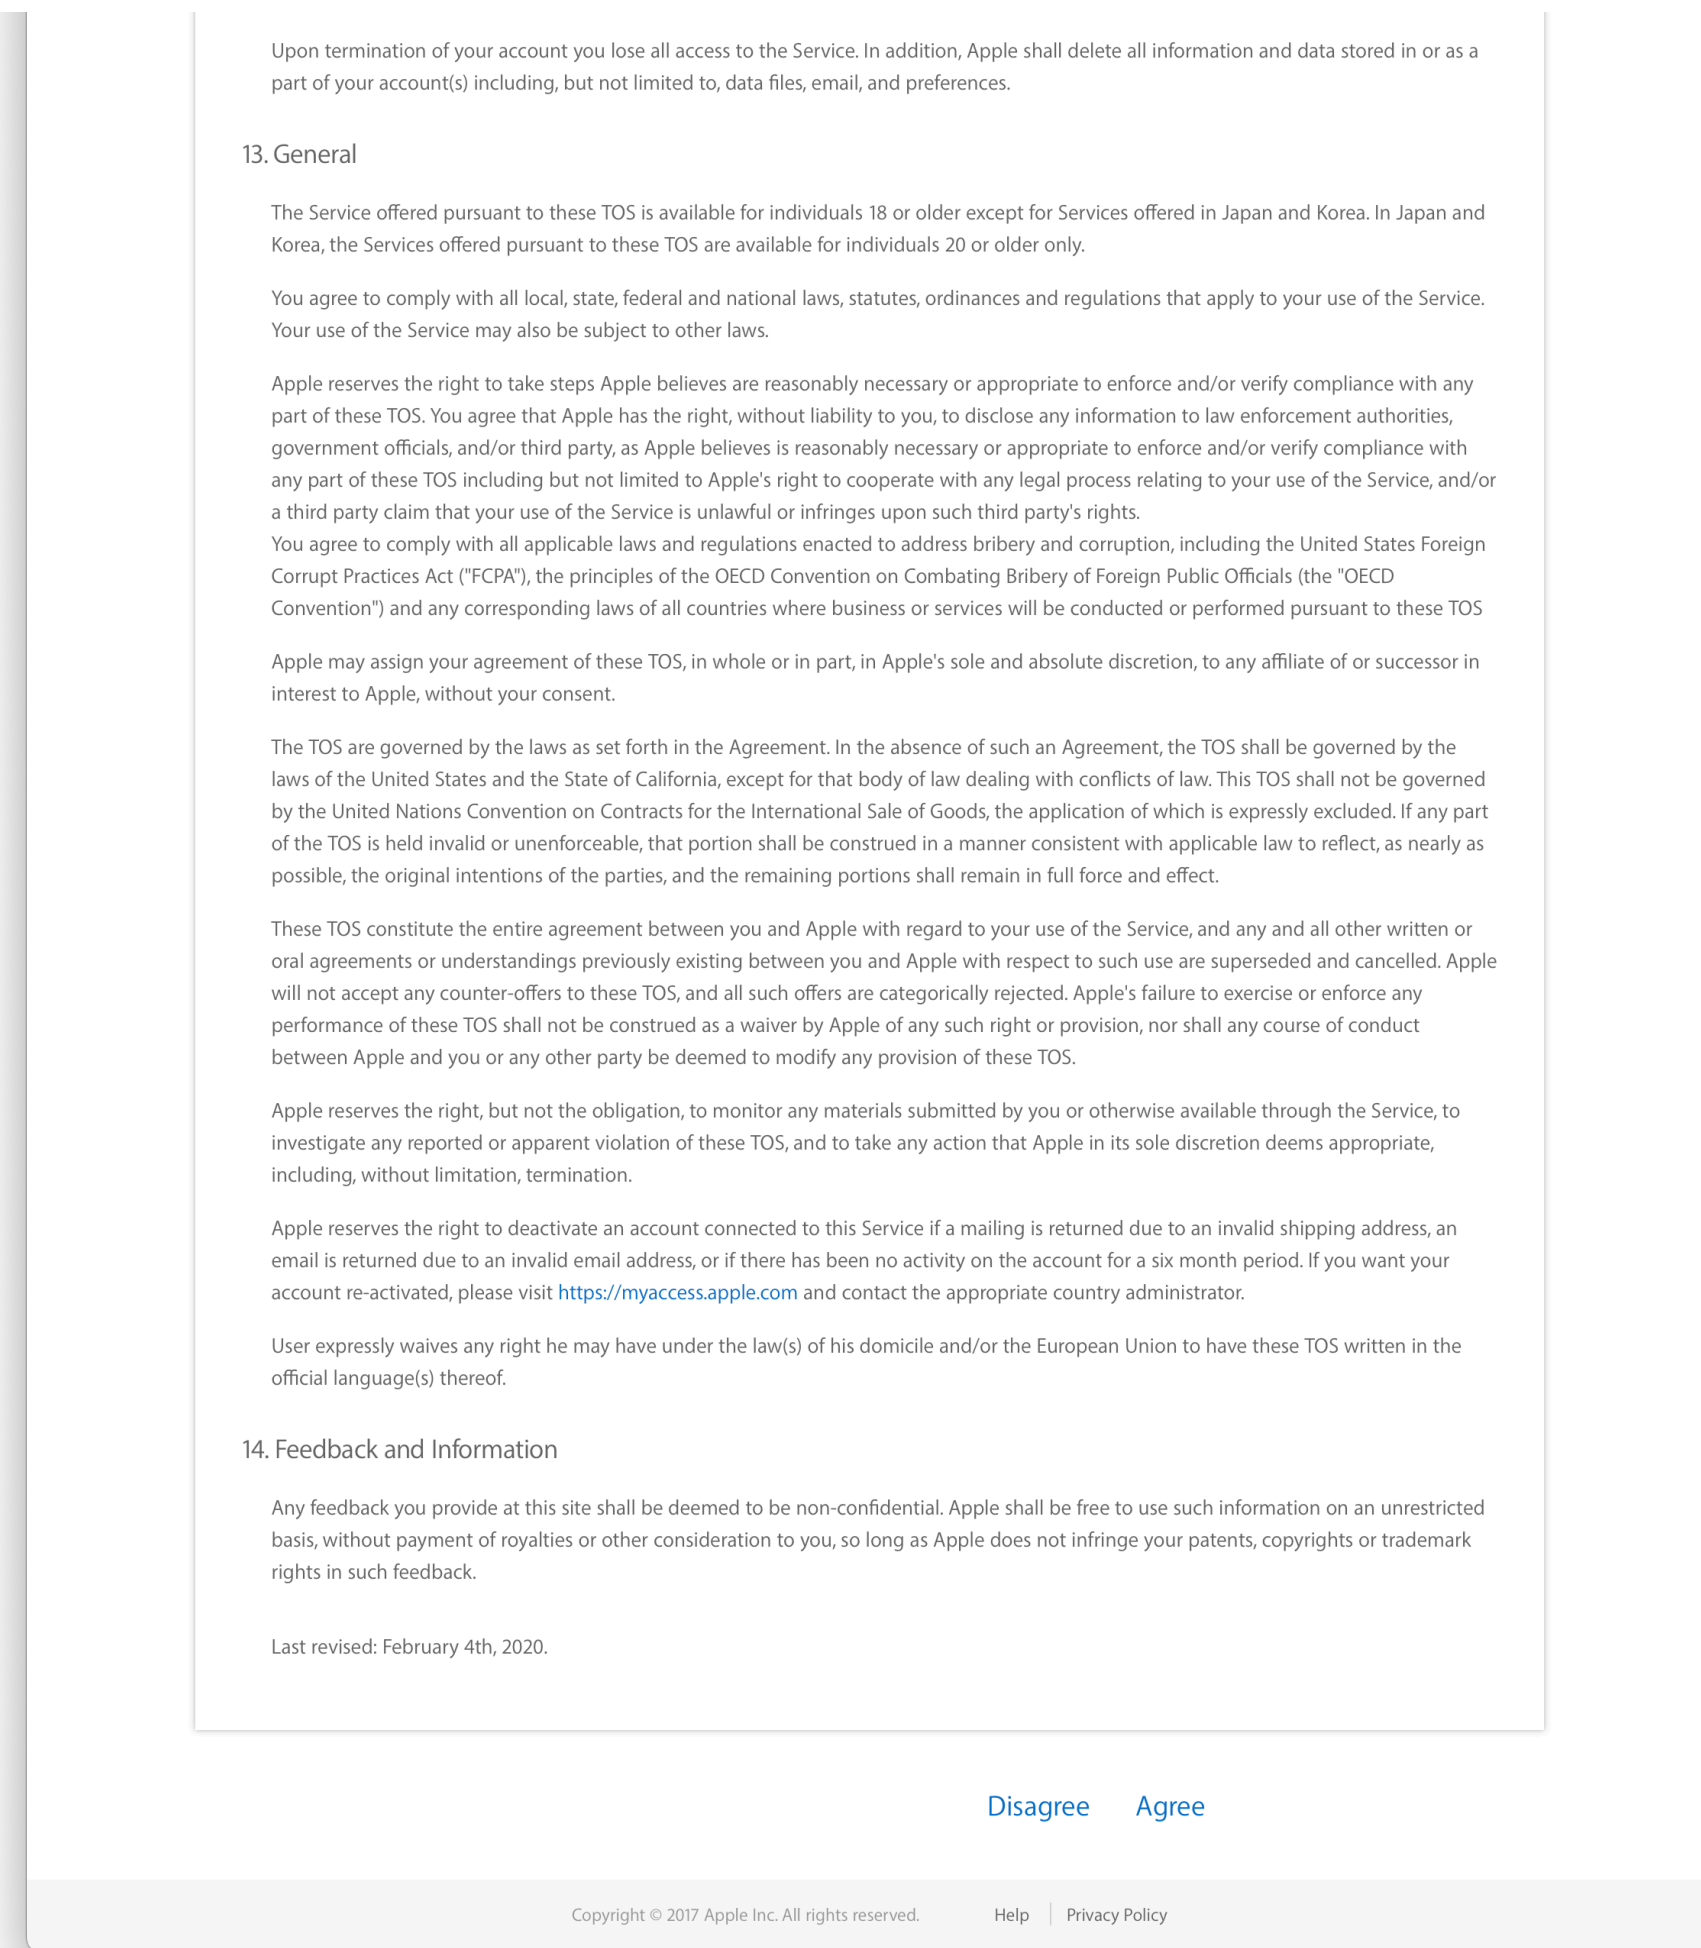 Upon termination of your account you lose all access to the Service. In addition, Apple shall delete all information and data stored in or as a
part of your account(s) including, but not limited to, data files, email, and preferences.
13. General
The Service offered pursuant to these TOS is available for individuals 18 or older except for Services offered in Japan and Korea. In Japan and
Korea, the Services offered pursuant to these TOS are available for individuals 20 or older only.
You agree to comply with all local, state, federal and national laws, statutes, ordinances and regulations that apply to your use of the Service.
Your use of the Service may also be subject to other laws.
Apple reserves the right to take steps Apple believes are reasonably necessary or appropriate to enforce and/or verify compliance with any
part of these TOS. You agree that Apple has the right, without liability to you, to disclose any information to law enforcement authorities,
government officials, and/or third party, as Apple believes is reasonably necessary or appropriate to enforce and/or verify compliance with
any part of these TOS including but not limited to Apple's right to cooperate with any legal process relating to your use of the Service, and/or
a third party claim that your use of the Service is unlawful or infringes upon such third party's rights.
You agree to comply with all applicable laws and regulations enacted to address bribery and corruption, including the United States Foreign
Corrupt Practices Act ("FCPA"), the principles of the OECD Convention on Combating Bribery of Foreign Public Officials (the "OECD
Convention") and any corresponding laws of all countries where business or services will be conducted or performed pursuant to these TOS
Apple may assign your agreement of these TOS, in whole or in part, in Apple's sole and absolute discretion, to any affiliate of or successor in
interest to Apple, without your consent.
The TOS are governed by the laws as set forth in the Agreement. In the absence of such an Agreement, the TOS shall be governed by the
laws of the United States and the State of California, except for that body of law dealing with conflicts of law. This TOS shall not be governed
by the United Nations Convention on Contracts for the International Sale of Goods, the application of which is expressly excluded. If any part
of the TOS is held invalid or unenforceable, that portion shall be construed in a manner consistent with applicable law to reflect, as nearly as
possible, the original intentions of the parties, and the remaining portions shall remain in full force and effect.
These TOS constitute the entire agreement between you and Apple with regard to your use of the Service, and any and all other written or
oral agreements or understandings previously existing between you and Apple with respect to such use are superseded and cancelled. Apple
will not accept any counter-offers to these TOS, and all such offers are categorically rejected. Apple's failure to exercise or enforce any
performance of these TOS shall not be construed as a waiver by Apple of any such right or provision, nor shall any course of conduct
between Apple and you or any other party be deemed to modify any provision of these TOS.
Apple reserves the right, but not the obligation, to monitor any materials submitted by you or otherwise available through the Service, to
investigate any reported or apparent violation of these TOS, and to take any action that Apple in its sole discretion deems appropriate,
including, without limitation, termination.
Apple reserves the right to deactivate an account connected to this Service if a mailing is returned due to an invalid shipping address, an
email is returned due to an invalid email address, or if there has been no activity on the account for a six month period. If you want your
account re-activated, please visit https://myaccess.apple.com and contact the appropriate country administrator.
User expressly waives any right he may have under the law(s) of his domicile and/or the European Union to have these TOS written in the
official language(s) thereof.
14. Feedback and Information
Any feedback you provide at this site shall be deemed to be non-confidential. Apple shall be free to use such information on an unrestricted
basis, without payment of royalties or other consideration to you, so long as Apple does not infringe your patents, copyrights or trademark
rights in such feedback.
Last revised: February 4th, 2020.
Disagree Agree
Copyright © 2017 Apple Inc. All rights reserved. Help Privacy Policy